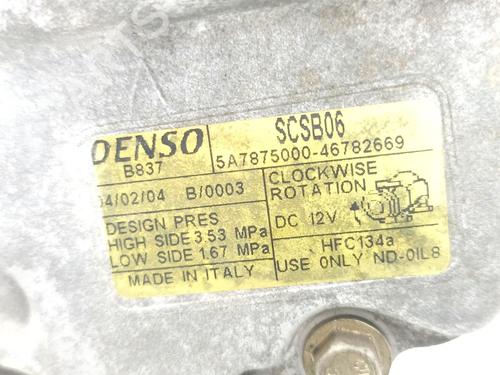 DENSO
B837
SCSB06
5A7875000-46782669
04/02/04 B/0003
CLOCKWISE
ROTATION
DC 12V
DESIGN PRES
HIGH SIDE 3.53 MPa
LOW SIDE 1.67 MPa
HFC134a
USE ONLY ND-OIL8
MADE IN ITALY